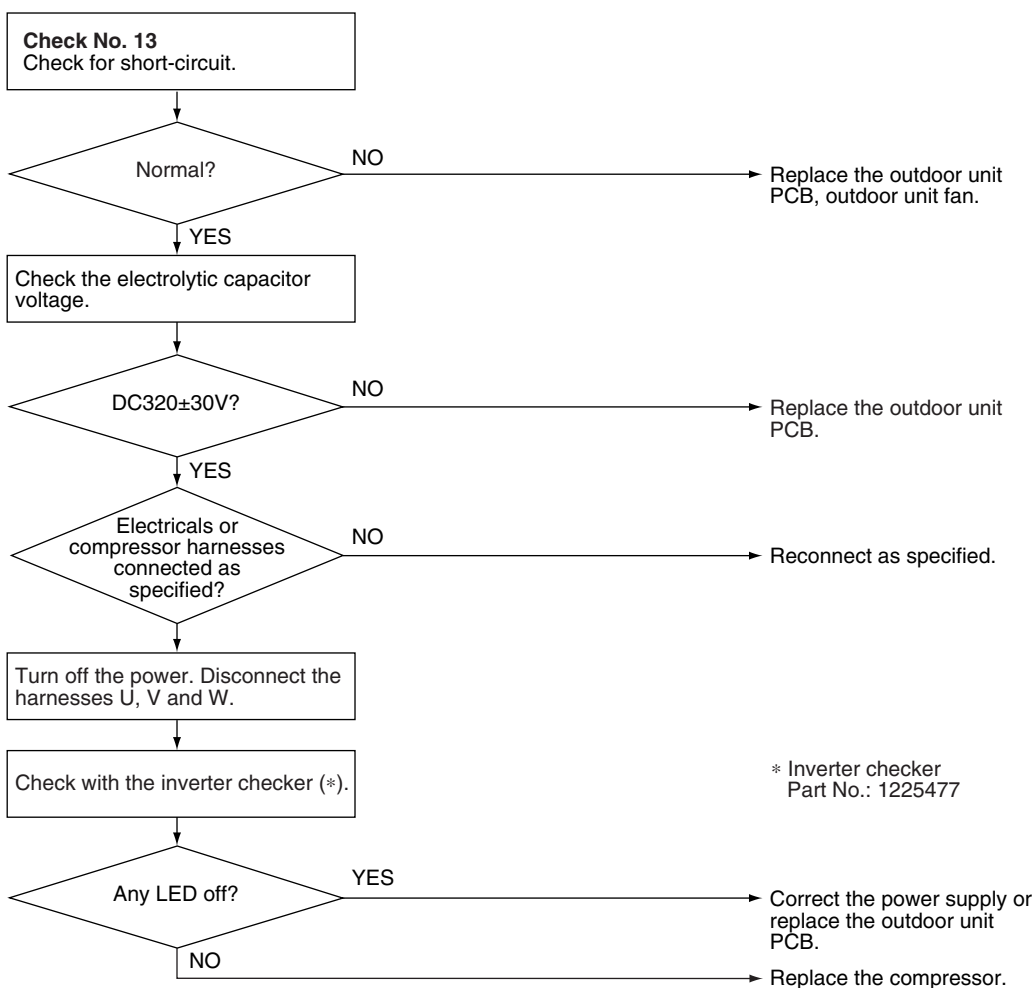 Check No. 13
Check for short-circuit.
Normal?
NO
Replace the outdoor unit
PCB, outdoor unit fan.
YES
Check the electrolytic capacitor
voltage.
DC320±30V?
NO
Replace the outdoor unit
PCB.
YES
Electricals or
compressor harnesses
connected as
specified?
NO
Reconnect as specified.
Turn off the power. Disconnect the
harnesses U, V and W.
Check with the inverter checker (∗).
∗ Inverter checker
Part No.: 1225477
Any LED off?
YES
Correct the power supply or
replace the outdoor unit
PCB.
NO
Replace the compressor.